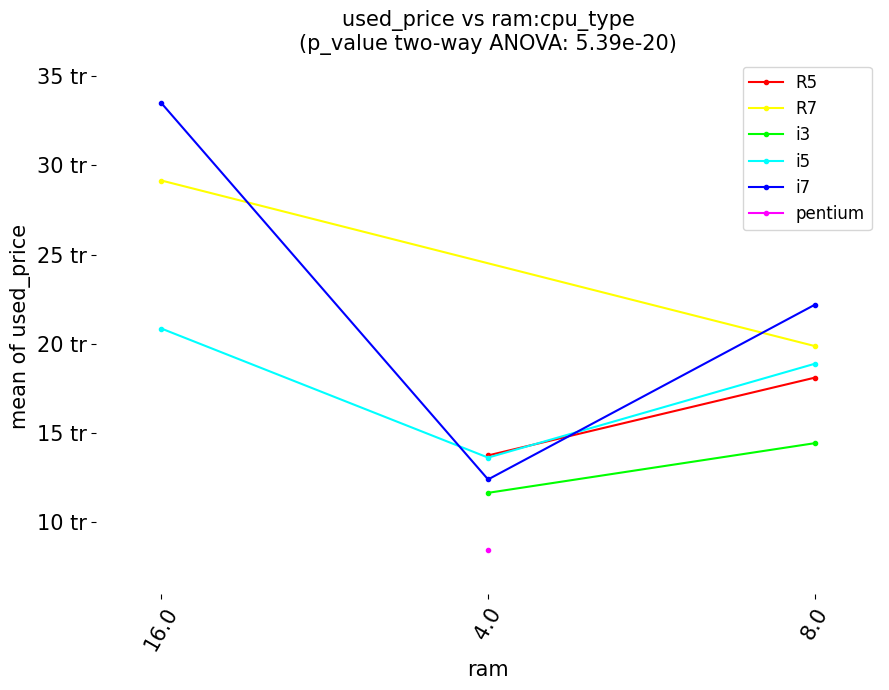 used_price vs ram:cpu_type
(p_value two-way ANOVA: 5.39e-20)
35 tr
30 tr
25 tr
20 tr
15 tr
10 tr
mean of used_price
R5
R7
i3
i5
i7
pentium
16.0
4.0
8.0
ram